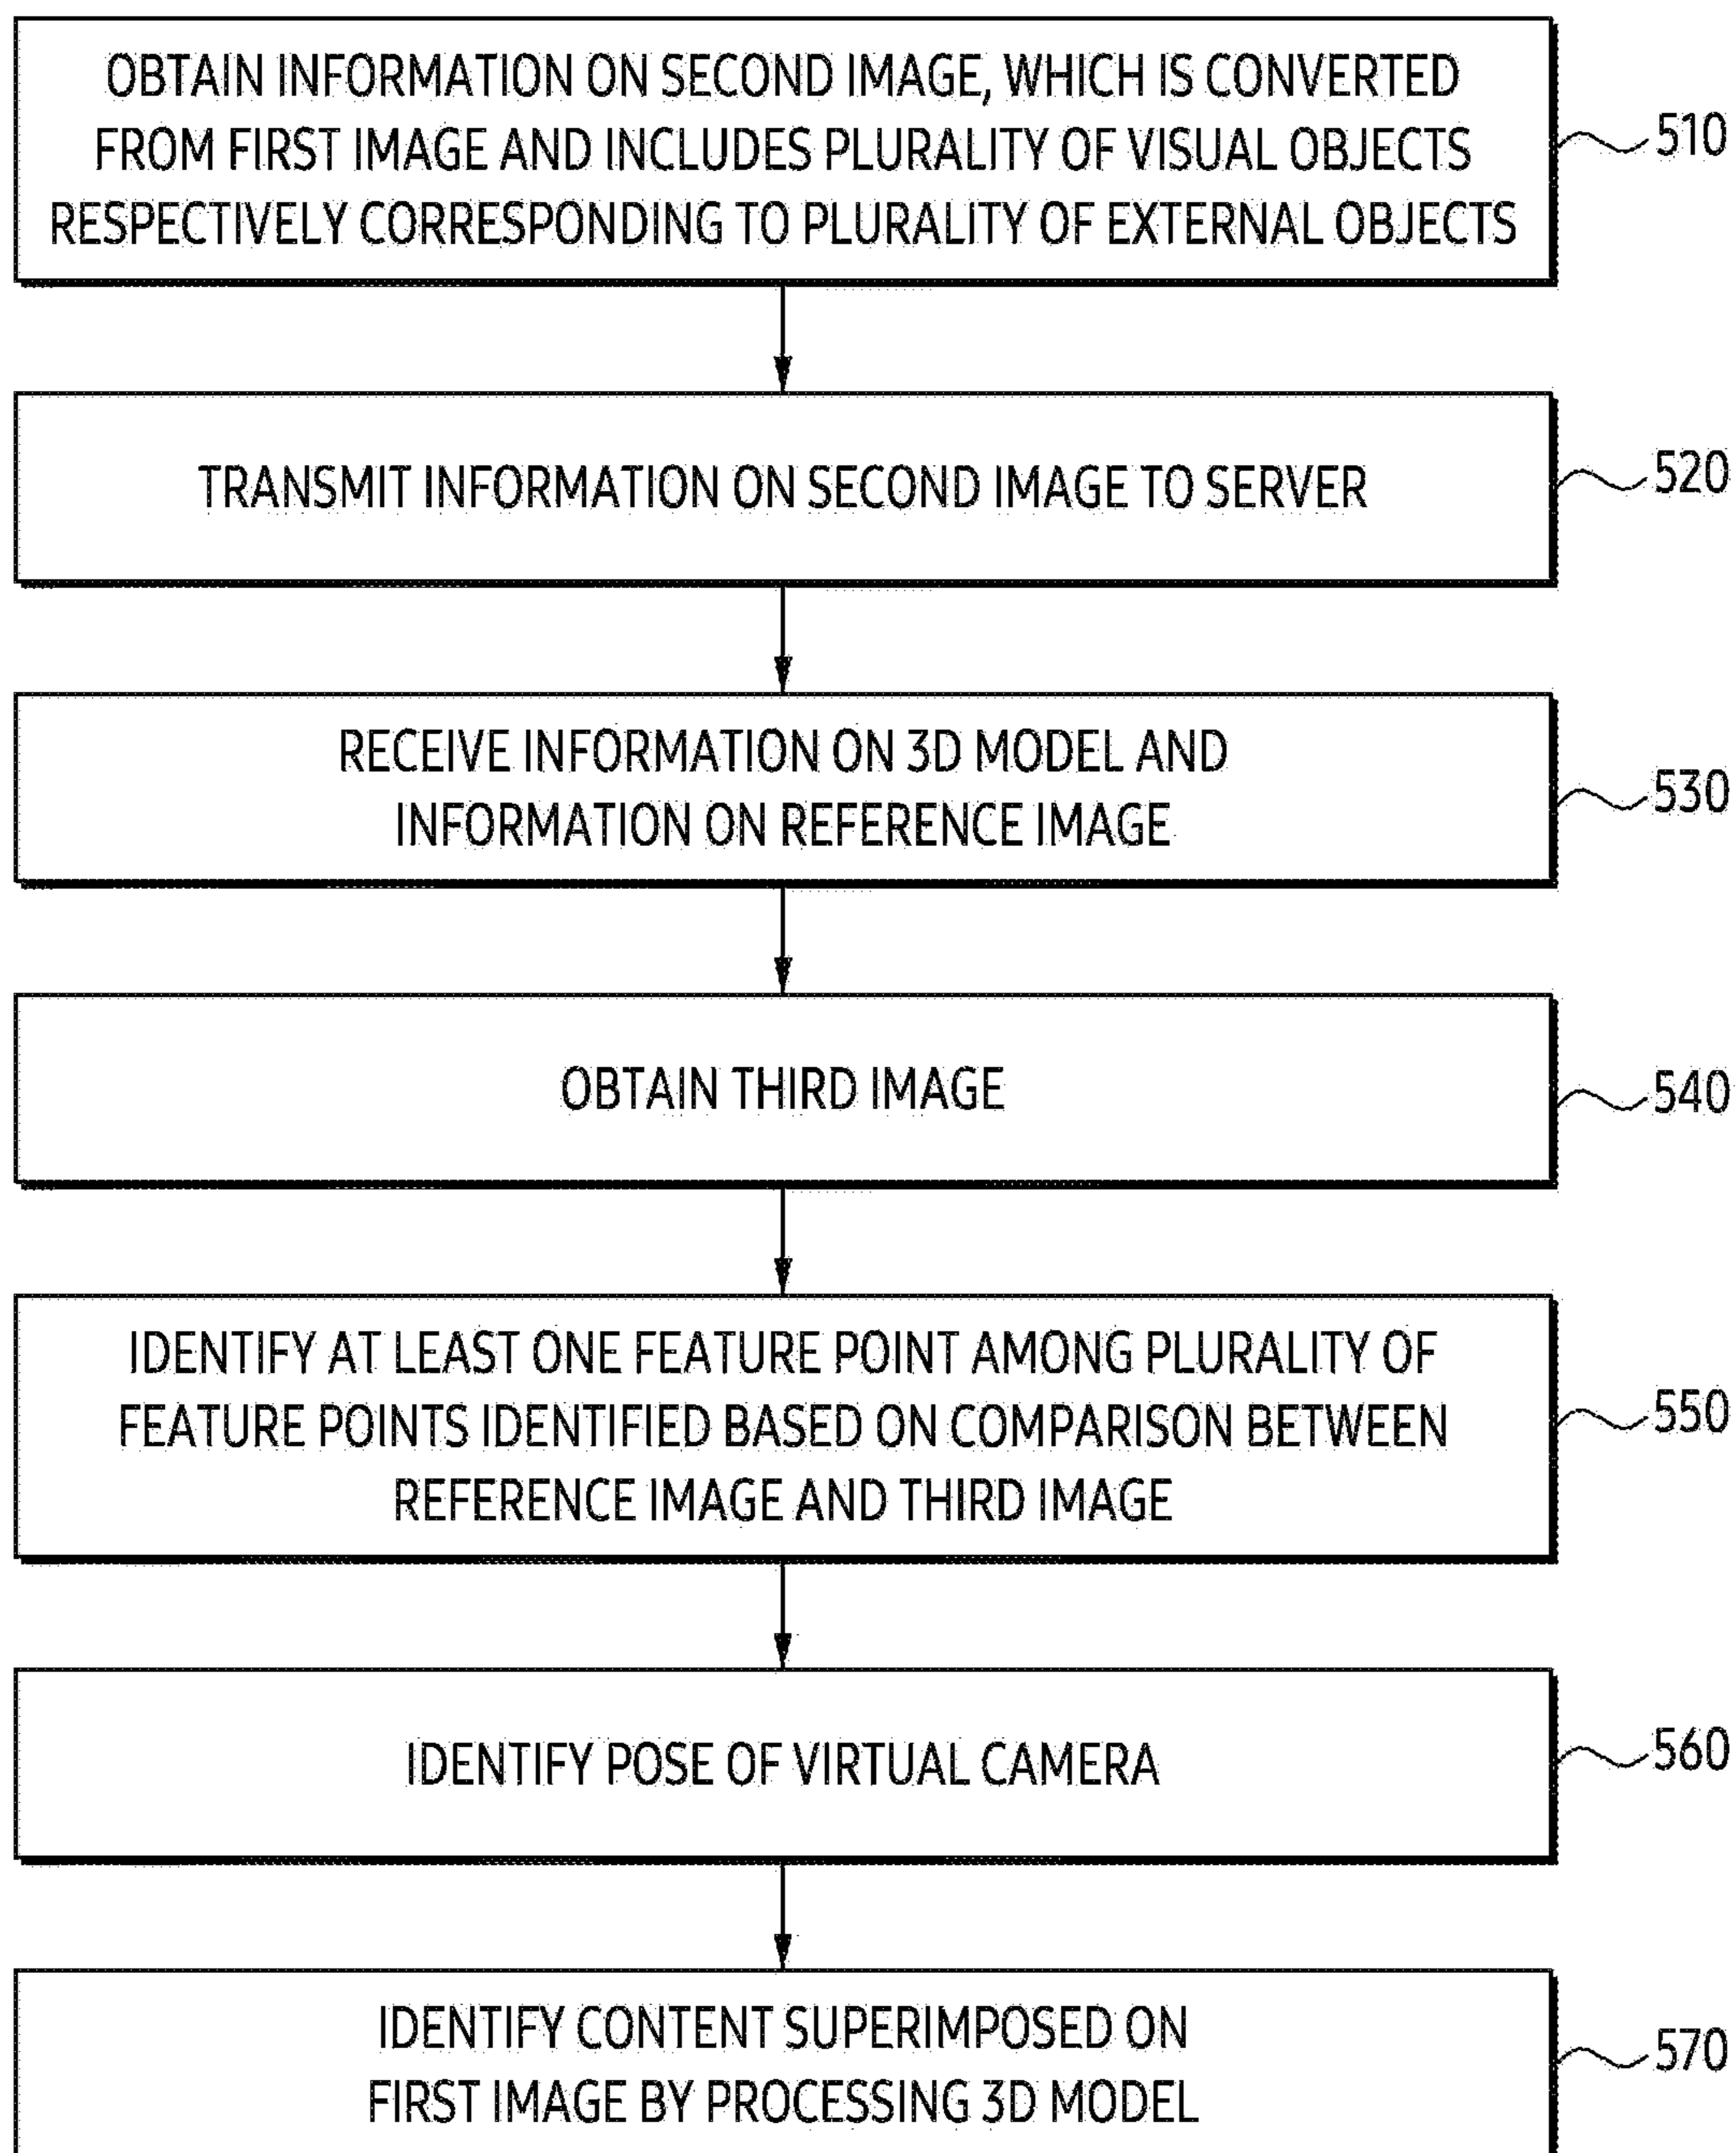 OBTAIN INFORMATION ON SECOND IMAGE, WHICH IS CONVERTED
FROM FIRST IMAGE AND INCLUDES PLURALITY OF VISUAL OBJECTS
RESPECTIVELY CORRESPONDING TO PLURALITY OF EXTERNAL OBJECTS
510
TRANSMIT INFORMATION ON SECOND IMAGE TO SERVER
520
RECEIVE INFORMATION ON 3D MODEL AND
INFORMATION ON REFERENCE IMAGE
530
OBTAIN THIRD IMAGE
540
IDENTIFY AT LEAST ONE FEATURE POINT AMONG PLURALITY OF
FEATURE POINTS IDENTIFIED BASED ON COMPARISON BETWEEN
REFERENCE IMAGE AND THIRD IMAGE
550
IDENTIFY POSE OF VIRTUAL CAMERA
560
IDENTIFY CONTENT SUPERIMPOSED ON
FIRST IMAGE BY PROCESSING 3D MODEL
570